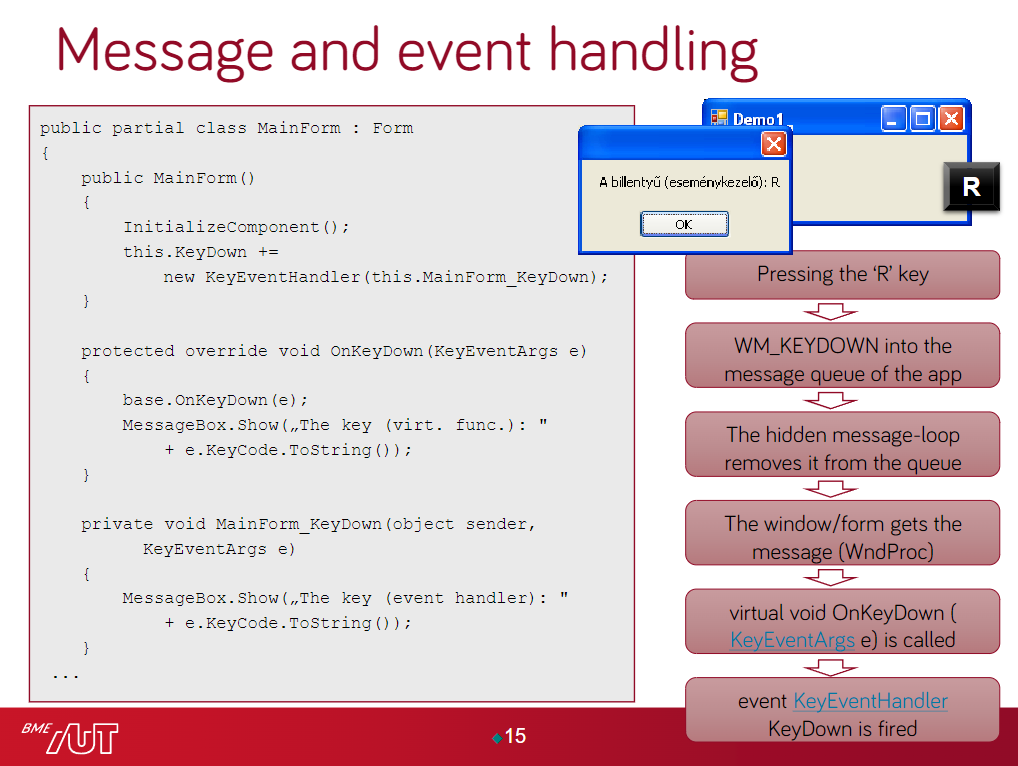 Message and event handling
public partial class MainForm : Form
{
public MainForm()
{
InitializeComponent();
this.KeyDown +=
new KeyEventHandler(this.MainForm_KeyDown);
}
protected override void OnKeyDown(KeyEventArgs e)
{
base.OnKeyDown(e);
MessageBox.Show(„The key (virt. func.): "
+ e.KeyCode.ToString());
}
private void MainForm_KeyDown(object sender,
KeyEventArgs e)
{
MessageBox.Show(„The key (event handler): "
+ e.KeyCode.ToString());
}
...
Demo1
A billentyű (eseménykezelő): R
OK
R
Pressing the ‘R’ key
WM_KEYDOWN into the
message queue of the app
The hidden message-loop
removes it from the queue
The window/form gets the
message (WndProc)
virtual void OnKeyDown (
KeyEventArgs e) is called
event KeyEventHandler
KeyDown is fired
BME AUT
15